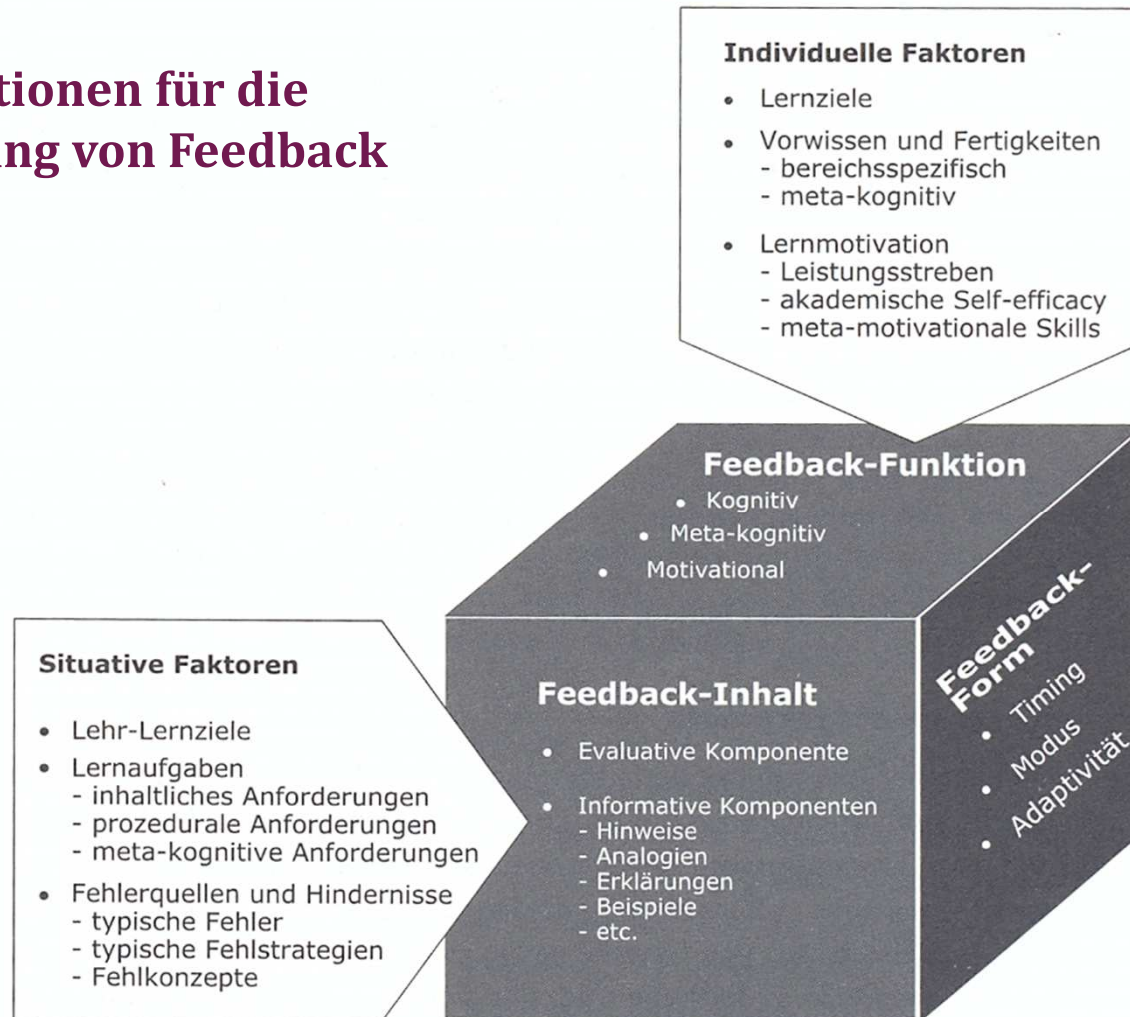 tionen für die
ng von Feedback
Individuelle Faktoren
• Lernziele
• Vorwissen und Fertigkeiten
- bereichsspezifisch
- meta-kognitiv
• Lernmotivation
- Leistungsstreben
- akademische Self-efficacy
- meta-motivationale Skills
Feedback-Funktion
• Kognitiv
• Meta-kognitiv
• Motivational
Situative Faktoren
• Lehr-Lernziele
• Lernaufgaben
- inhaltliches Anforderungen
- prozedurale Anforderungen
- meta-kognitive Anforderungen
• Fehlerquellen und Hindernisse
- typische Fehler
- typische Fehlstrategien
- Fehlkonzepte
Feedback-Inhalt
• Evaluative Komponente
• Informative Komponenten
- Hinweise
- Analogien
- Erklärungen
- Beispiele
- etc.
Feedback-
Form
• Timing
• Modus
• Adaptivität